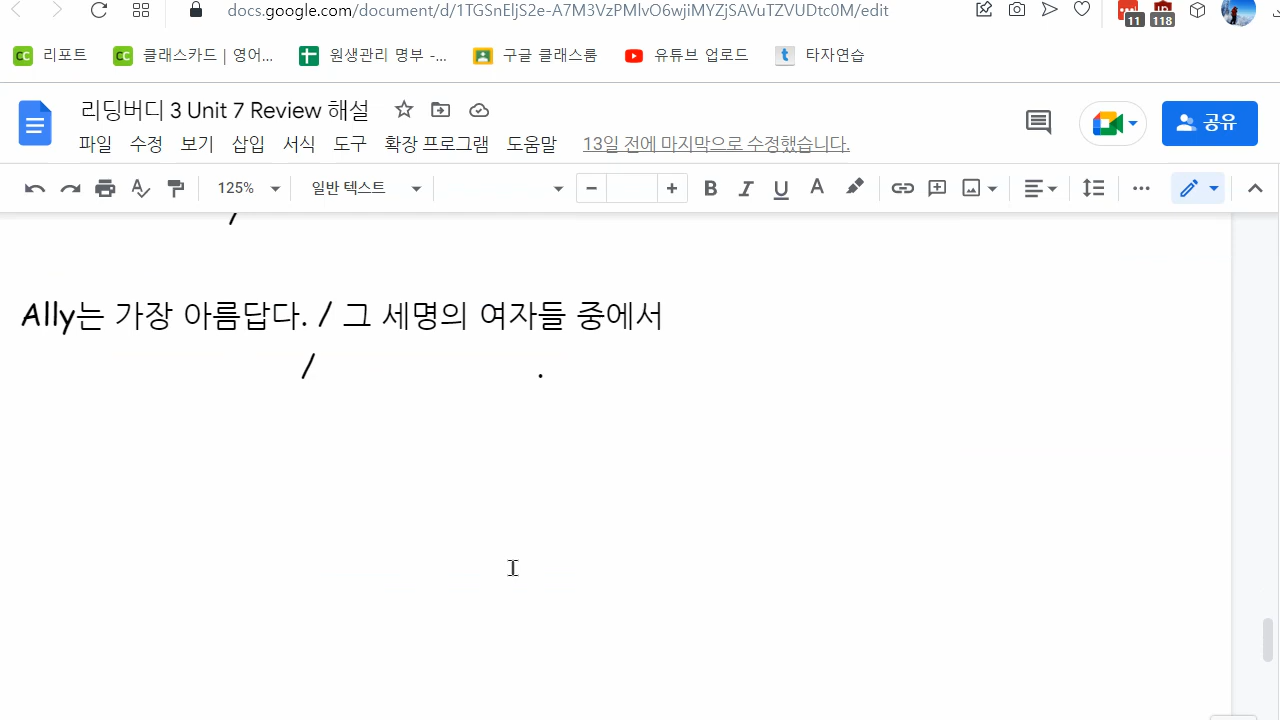 docs.google.com/document/d/1TGSnEljS2e-A7M3VzPMlvO6wjiMYZjSAVuTZVUDtc0M/edit
11 118
리포트 클래스카드 | 영어... 원생관리 명부 -... 구글 클래스룸 유튜브 업로드 타자연습
리딩버디 3 Unit 7 Review 해설
공유
파일 수정 보기 삽입 서식 도구 확장 프로그램 도움말 13일 전에 마지막으로 수정했습니다.
125% 일반 텍스트 − + B I U A
/
Ally는 가장 아름답다. / 그 세명의 여자들 중에서
/ .